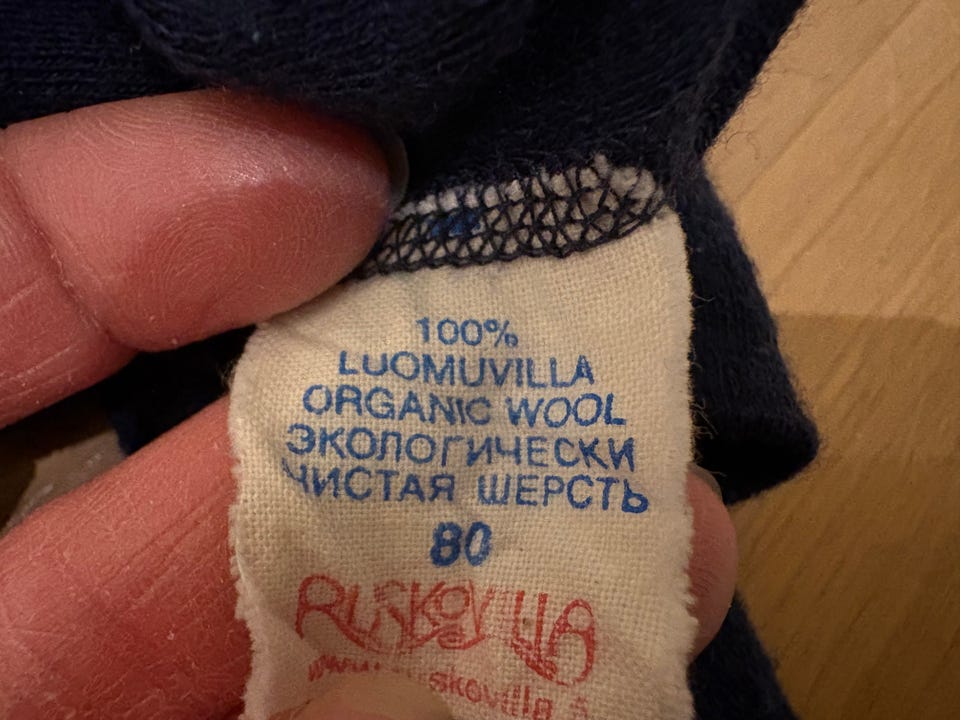 100%
LUOMUVILLA
ORGANIC WOOL
ЭКОЛОГИЧЕСКИ
ЧИСТАЯ ШЕРСТЬ
80
RUSKOVILLA